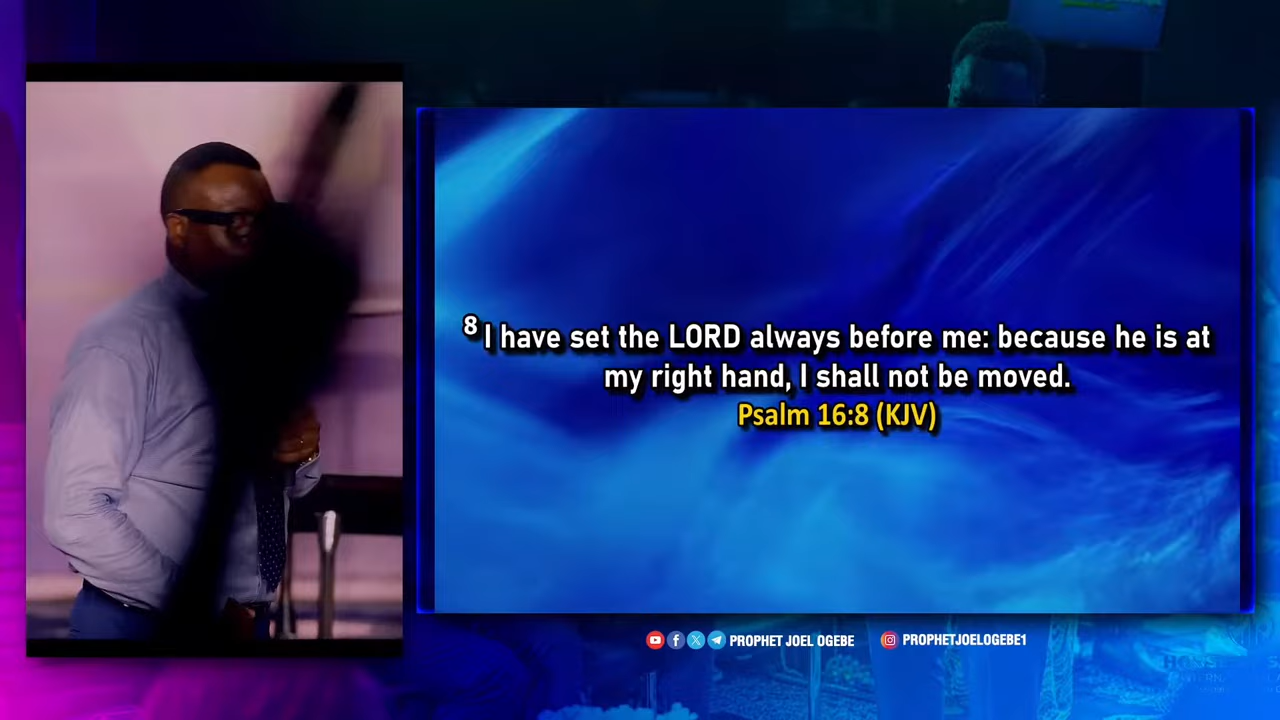 8 I have set the LORD always before me: because he is at
my right hand, I shall not be moved.
Psalm 16:8 (KJV)
PROPHET JOEL OGEBE
PROPHETJOELOGEBE1